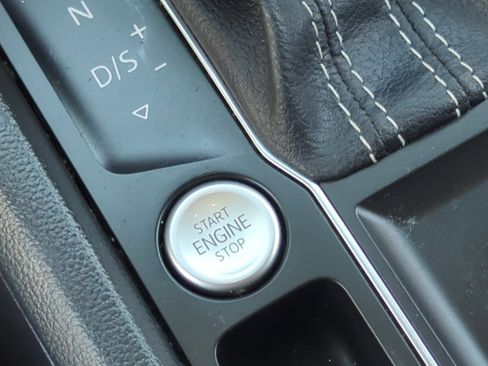 N
D/S + −
START
ENGINE
STOP